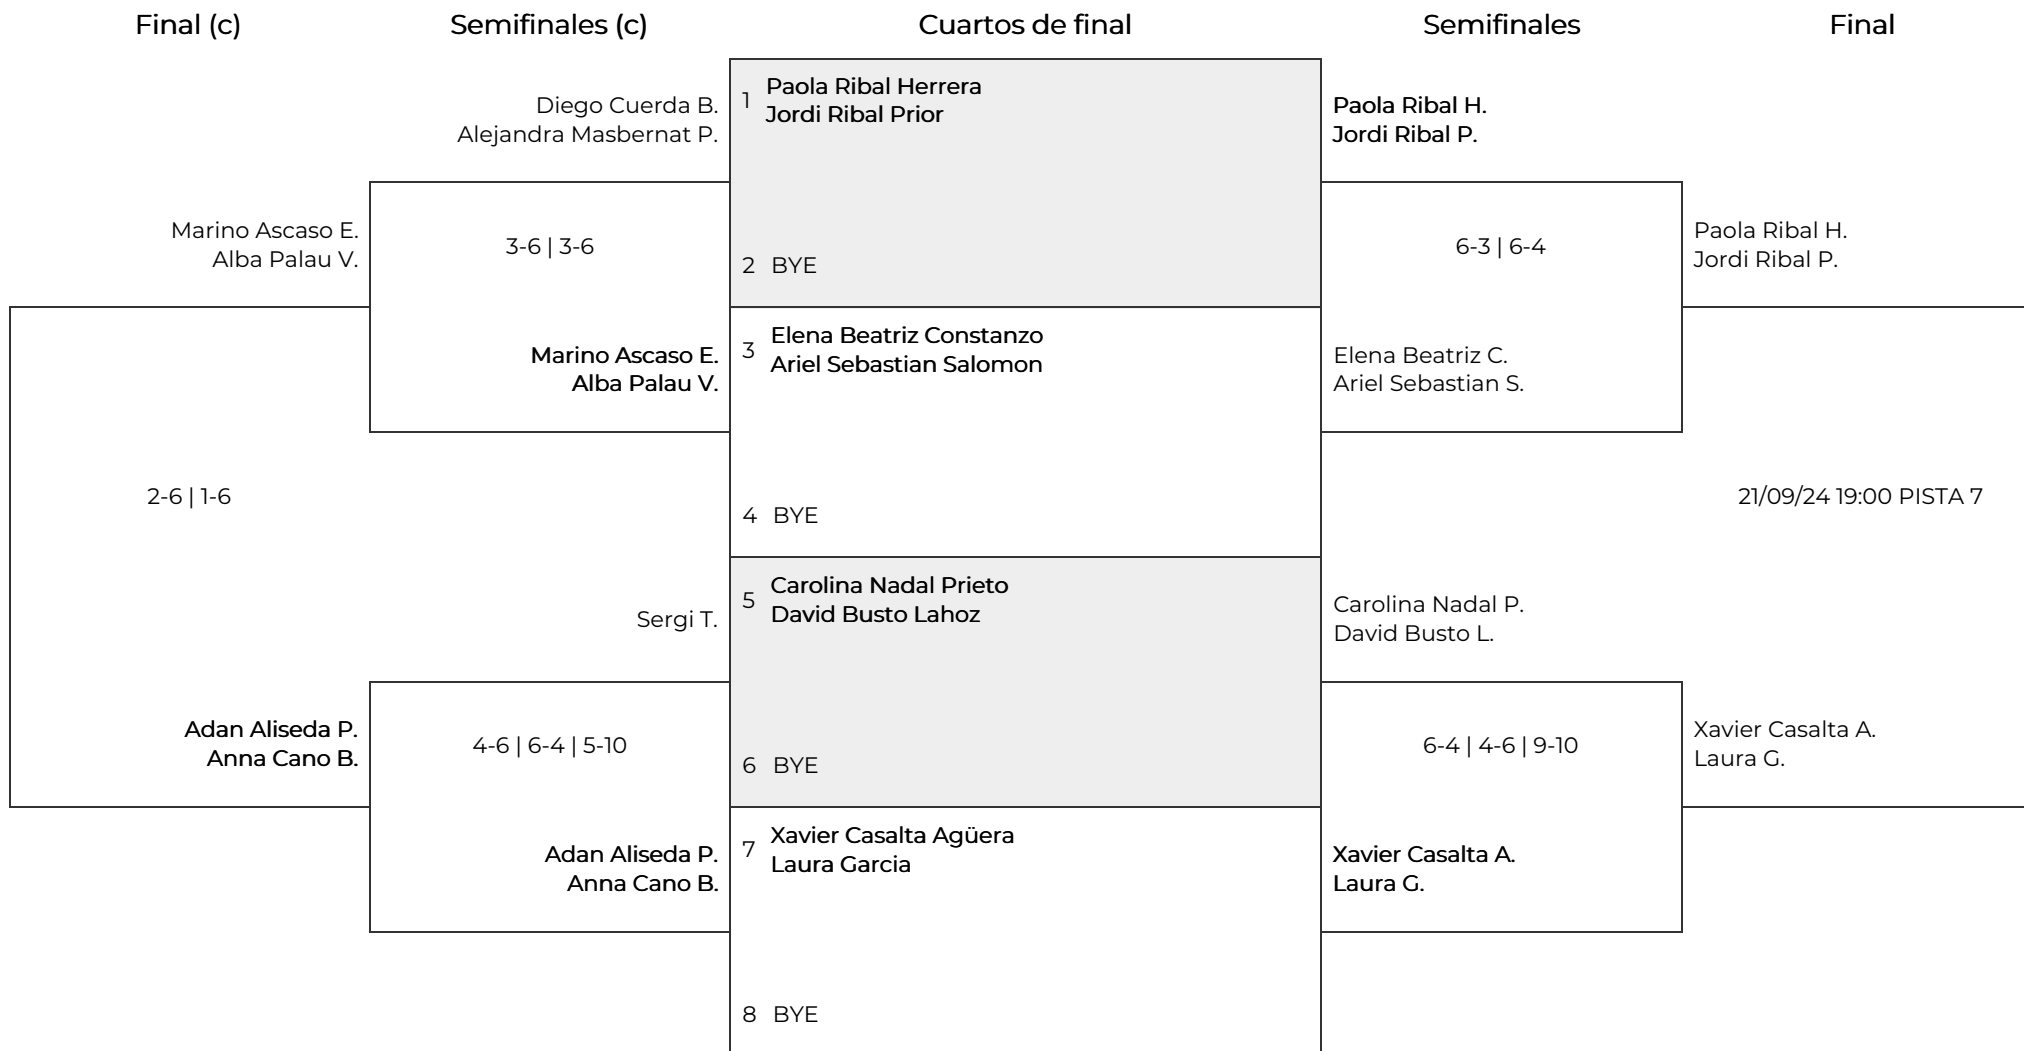 Final (c)
Semifinales (c)
Cuartos de final
Semifinales
Final
Marino Ascaso E.
Alba Palau V.
2-6 | 1-6
Adan Aliseda P.
Anna Cano B.
Diego Cuerda B.
Alejandra Masbernat P.
3-6 | 3-6
Marino Ascaso E.
Alba Palau V.
Sergi T.
4-6 | 6-4 | 5-10
Adan Aliseda P.
Anna Cano B.
1 Paola Ribal Herrera
Jordi Ribal Prior
2 BYE
3 Elena Beatriz Constanzo
Ariel Sebastian Salomon
4 BYE
5 Carolina Nadal Prieto
David Busto Lahoz
6 BYE
7 Xavier Casalta Agüera
Laura Garcia
8 BYE
Paola Ribal H.
Jordi Ribal P.
6-3 | 6-4
Elena Beatriz C.
Ariel Sebastian S.
Carolina Nadal P.
David Busto L.
6-4 | 4-6 | 9-10
Xavier Casalta A.
Laura G.
Paola Ribal H.
Jordi Ribal P.
21/09/24 19:00 PISTA 7
Xavier Casalta A.
Laura G.